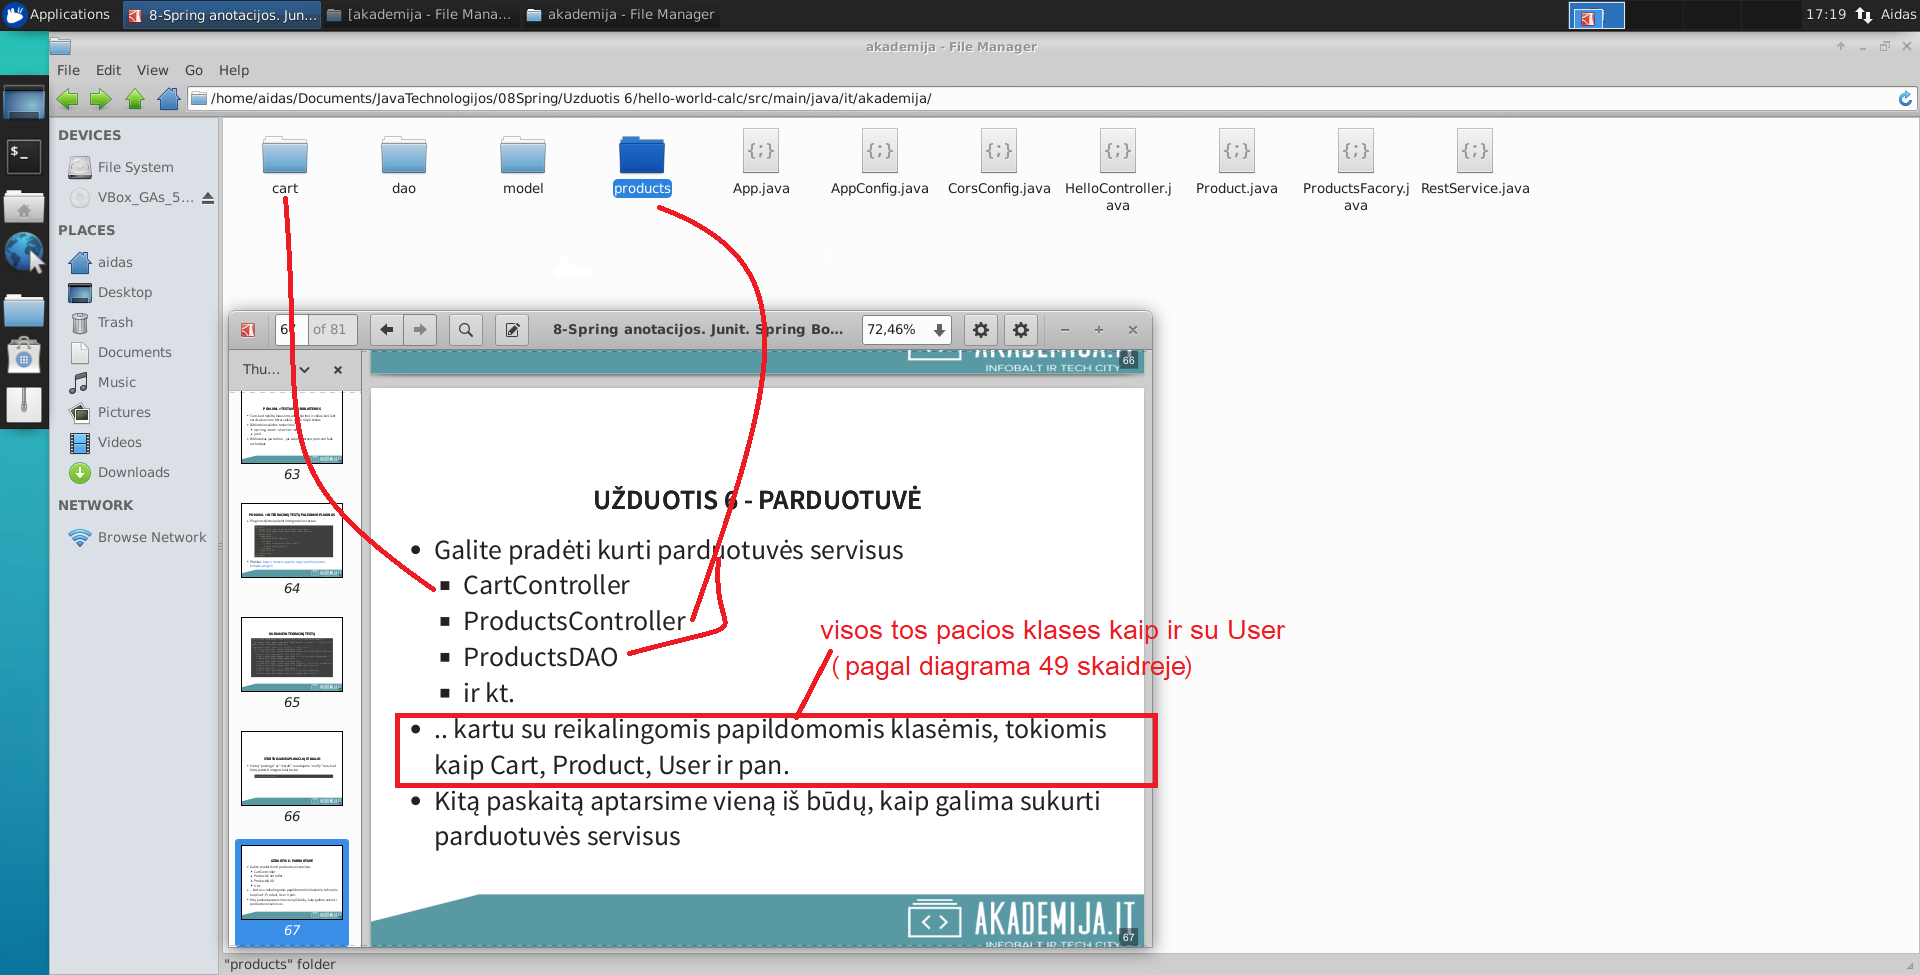 Applications
8-Spring anotacijos. Jun...
[akademija - File Mana...
akademija - File Manager
17:19
Aidas
akademija - File Manager
File Edit View Go Help
/home/aidas/Documents/JavaTechnologijos/08Spring/Uzduotis 6/hello-world-calc/src/main/java/it/akademija/
DEVICES
File System
VBox_GAs_5...
PLACES
aidas
Desktop
Trash
Documents
Music
Pictures
Videos
Downloads
NETWORK
Browse Network
cart
dao
model
products
App.java
AppConfig.java
CorsConfig.java
HelloController.j
ava
Product.java
ProductsFacory.j
ava
RestService.java
67 of 81
8-Spring anotacijos. Junit. Spring Bo...
72,46%
Thu...
63
64
65
66
67
AKADEMIJA.IT
INFOBALT IR TECH CITY
66
UŽDUOTIS 6 - PARDUOTUVĖ
• Galite pradėti kurti parduotuvės servisus
▪ CartController
▪ ProductsController
▪ ProductsDAO
▪ ir kt.
visos tos pacios klases kaip ir su User
( pagal diagrama 49 skaidreje)
• .. kartu su reikalingomis papildomomis klasėmis, tokiomis
kaip Cart, Product, User ir pan.
• Kitą paskaitą aptarsime vieną iš būdų, kaip galima sukurti
parduotuvės servisus
AKADEMIJA.IT
INFOBALT IR TECH CITY
67
"products" folder